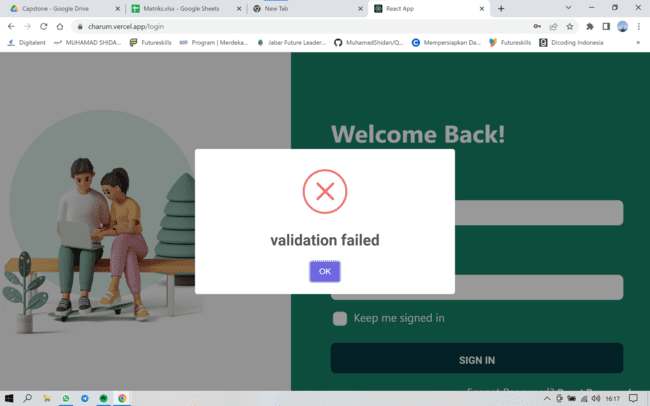 Capstone - Google Drive
Matriks.xlsx - Google Sheets
New Tab
React App
charum.vercel.app/login
Digitalent
MUHAMAD SHIDA...
Futureskills
Program | Merdeka...
Jabar Future Leader...
MuhamadShidan/Q...
Mempersiapkan Da...
Futureskills
Dicoding Indonesia
Welcome Back!
validation failed
OK
Keep me signed in
SIGN IN
16:17